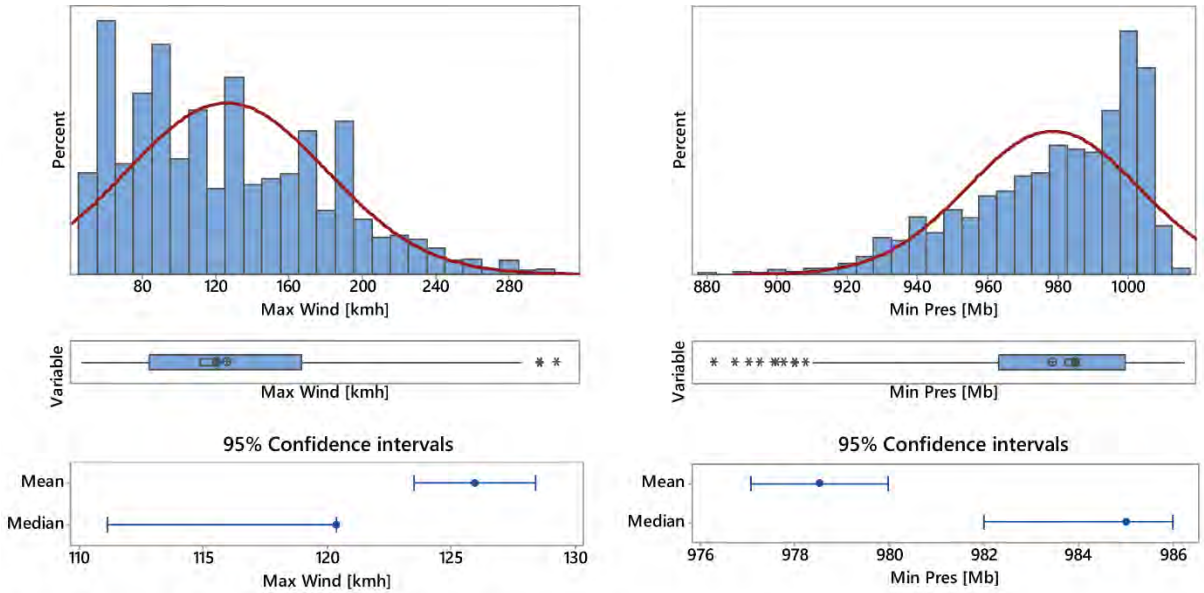 Percent
80 120 160 200 240 280
Max Wind [kmh]
Variable
Max Wind [kmh]
95% Confidence intervals
Mean
Median
110 115 120 125 130
Max Wind [kmh]
Percent
880 900 920 940 960 980 1000
Min Pres [Mb]
Variable
* * * * * * * *
Min Pres [Mb]
95% Confidence intervals
Mean
Median
976 978 980 982 984 986
Min Pres [Mb]